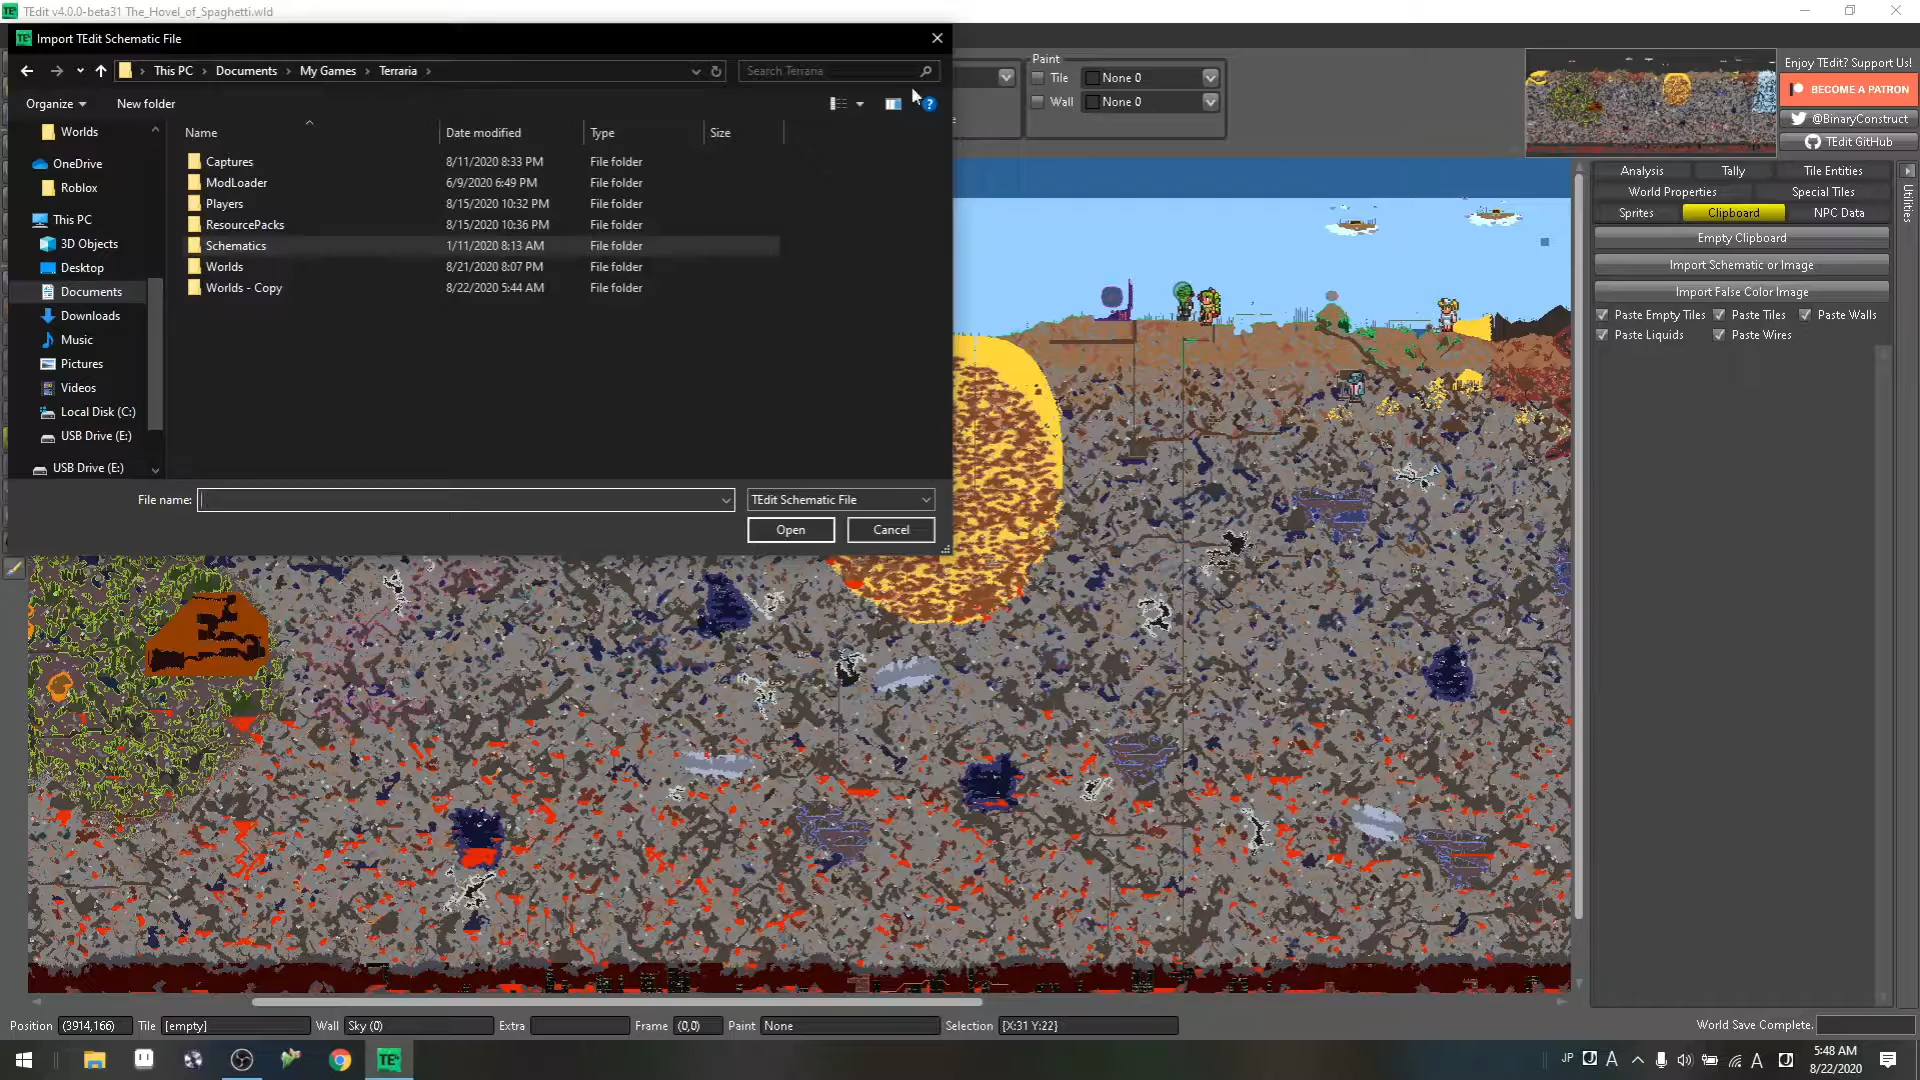 TEdit v4.0.0-beta31 The_Hovel_of_Spaghetti.wld
Import TEdit Schematic File
This PC
Documents
My Games
Terraria
Search Terraria
Organize
New folder
Worlds
OneDrive
Roblox
This PC
3D Objects
Desktop
Documents
Downloads
Music
Pictures
Videos
Local Disk (C:)
USB Drive (E:)
USB Drive (E:)
Name Date modified Type Size
Captures 8/11/2020 8:33 PM File folder
ModLoader 6/9/2020 6:49 PM File folder
Players 8/15/2020 10:32 PM File folder
ResourcePacks 8/15/2020 10:36 PM File folder
Schematics 1/11/2020 8:13 AM File folder
Worlds 8/21/2020 8:07 PM File folder
Worlds - Copy 8/22/2020 5:44 AM File folder
File name:
TEdit Schematic File
Open Cancel
Paint
Tile None 0
Wall None 0
Enjoy TEdit? Support Us!
BECOME A PATRON
@BinaryConstruct
TEdit GitHub
Analysis Tally Tile Entities
World Properties Special Tiles
Sprites Clipboard NPC Data
Utilities
Empty Clipboard
Import Schematic or Image
Import False Color Image
Paste Empty Tiles Paste Tiles Paste Walls
Paste Liquids Paste Wires
Position (3914,166) Tile [empty] Wall Sky (0) Extra Frame (0,0) Paint None Selection {X:31 Y:22} World Save Complete.
TE
JP A A
5:48 AM
8/22/2020